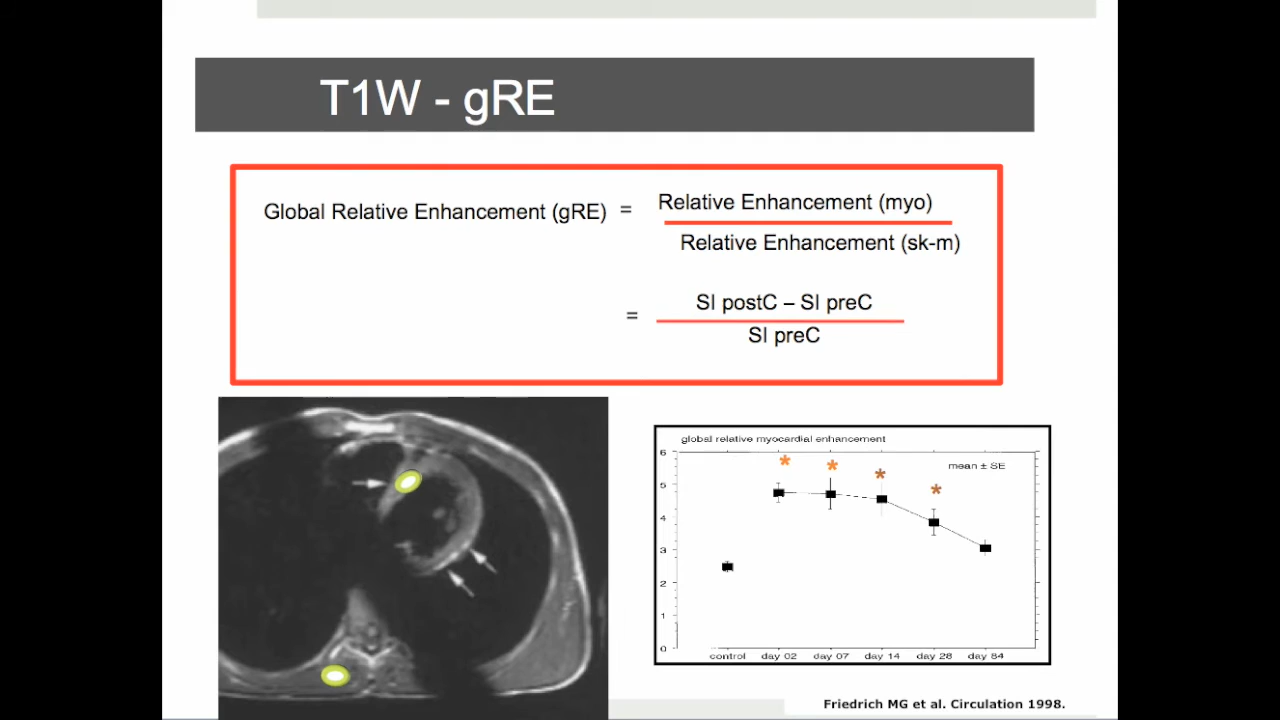 T1W - gRE
Global Relative Enhancement (gRE) = Relative Enhancement (myo)
Relative Enhancement (sk-m)
= SI postC – SI preC
SI preC
global relative myocardial enhancement
mean ± SE
6
5
4
3
2
1
0
control day 02 day 07 day 14 day 28 day 84
Friedrich MG et al. Circulation 1998.